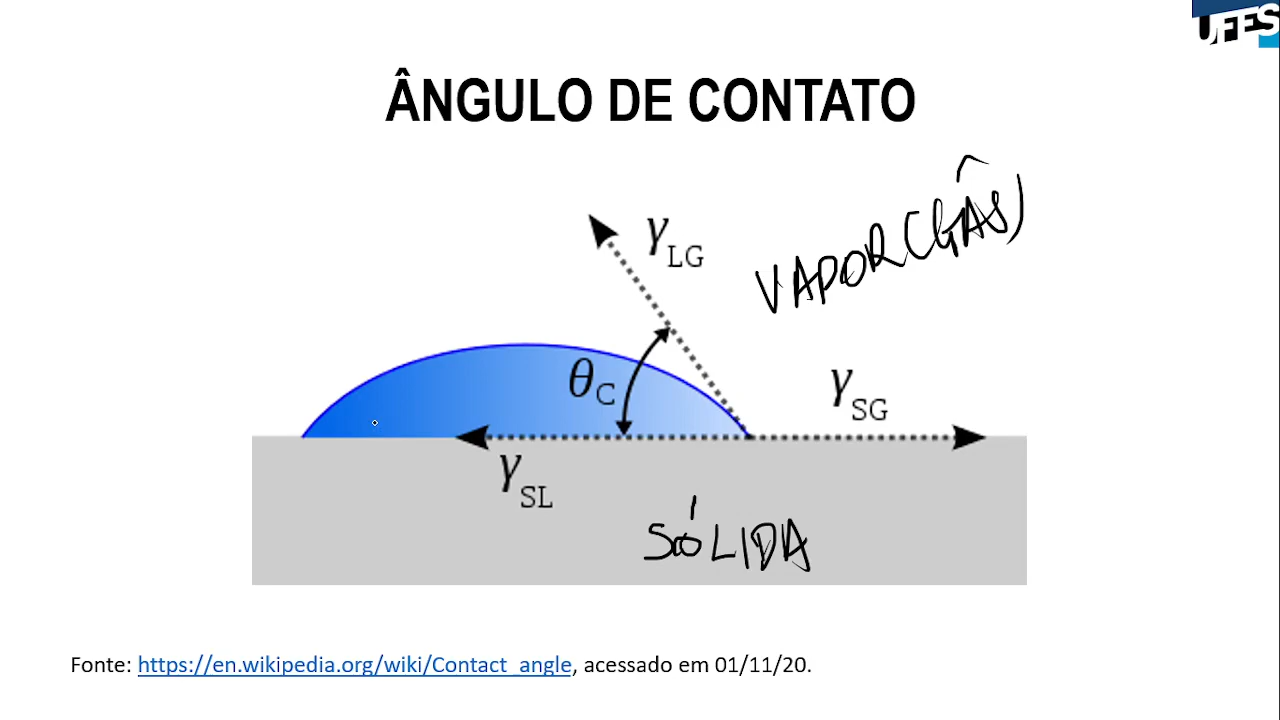 UFES
ÂNGULO DE CONTATO
VAPOR (GÂS)
γLG
θC
γSG
γSL
SÓLIDA
Fonte: https://en.wikipedia.org/wiki/Contact_angle, acessado em 01/11/20.